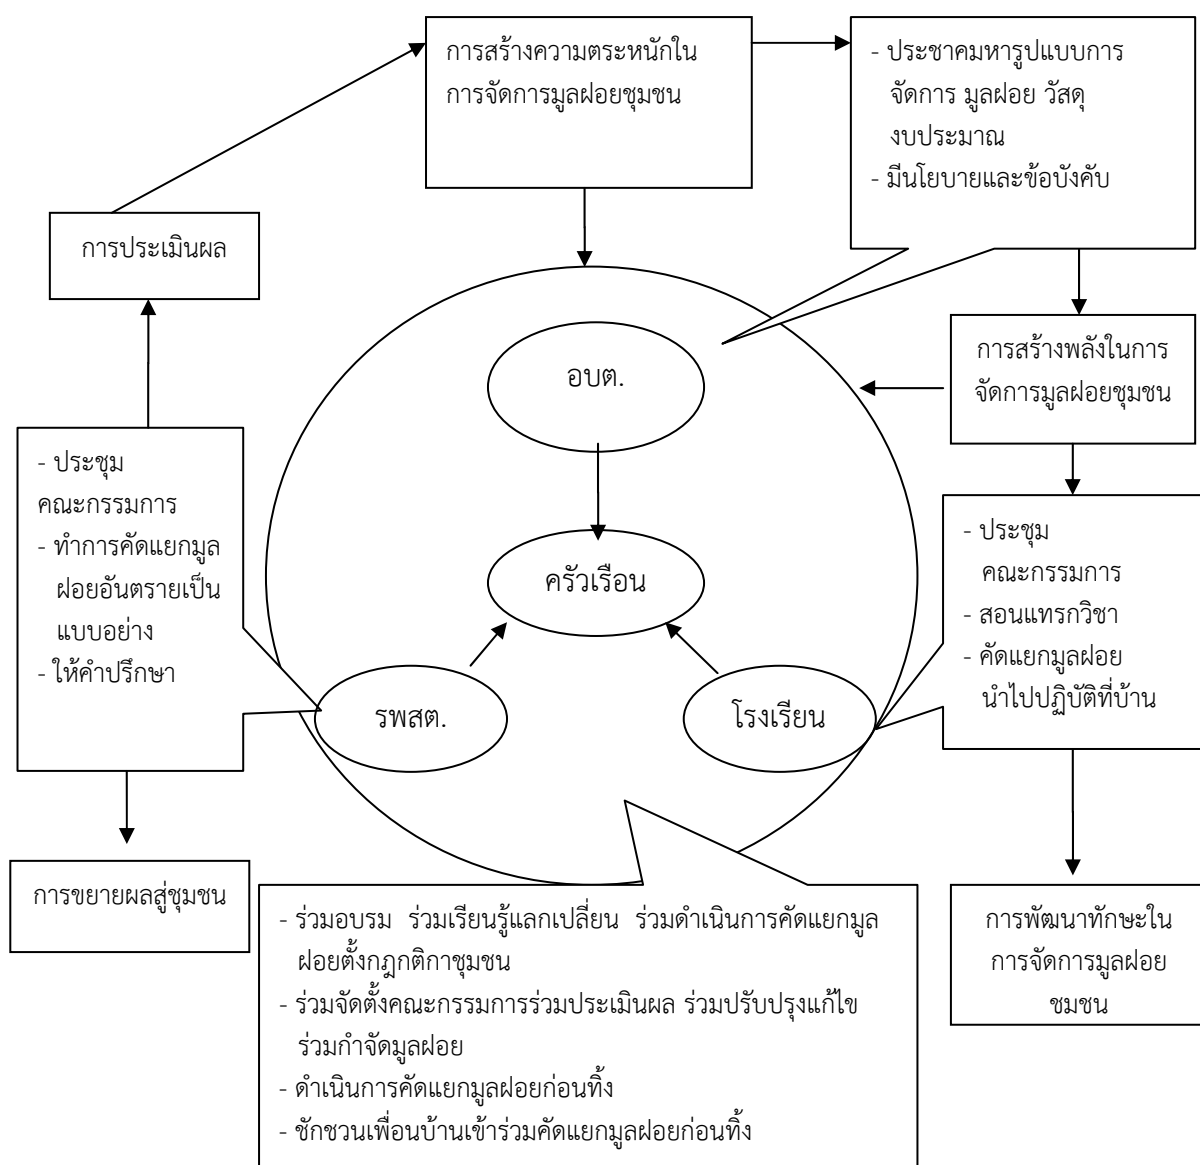 การสร้างความตระหนักใน
การจัดการมูลฝอยชุมชน
- ประชาคมหารูปแบบการ
จัดการ มูลฝอย วัสดุ
งบประมาณ
- มีนโยบายและข้อบังคับ
การประเมินผล
อบต.
การสร้างพลังในการ
จัดการมูลฝอยชุมชน
- ประชุม
คณะกรรมการ
- ทำการคัดแยกมูล
ฝอยอันตรายเป็น
แบบอย่าง
- ให้คำปรึกษา
ครัวเรือน
- ประชุม
คณะกรรมการ
- สอนแทรกวิชา
- คัดแยกมูลฝอย
นำไปปฏิบัติที่บ้าน
รพสต.
โรงเรียน
การขยายผลสู่ชุมชน
- ร่วมอบรม ร่วมเรียนรู้แลกเปลี่ยน ร่วมดำเนินการคัดแยกมูล
ฝอยตั้งกฎกติกาชุมชน
- ร่วมจัดตั้งคณะกรรมการร่วมประเมินผล ร่วมปรับปรุงแก้ไข
ร่วมกำจัดมูลฝอย
- ดำเนินการคัดแยกมูลฝอยก่อนทิ้ง
- ชักชวนเพื่อนบ้านเข้าร่วมคัดแยกมูลฝอยก่อนทิ้ง
การพัฒนาทักษะใน
การจัดการมูลฝอย
ชมชน